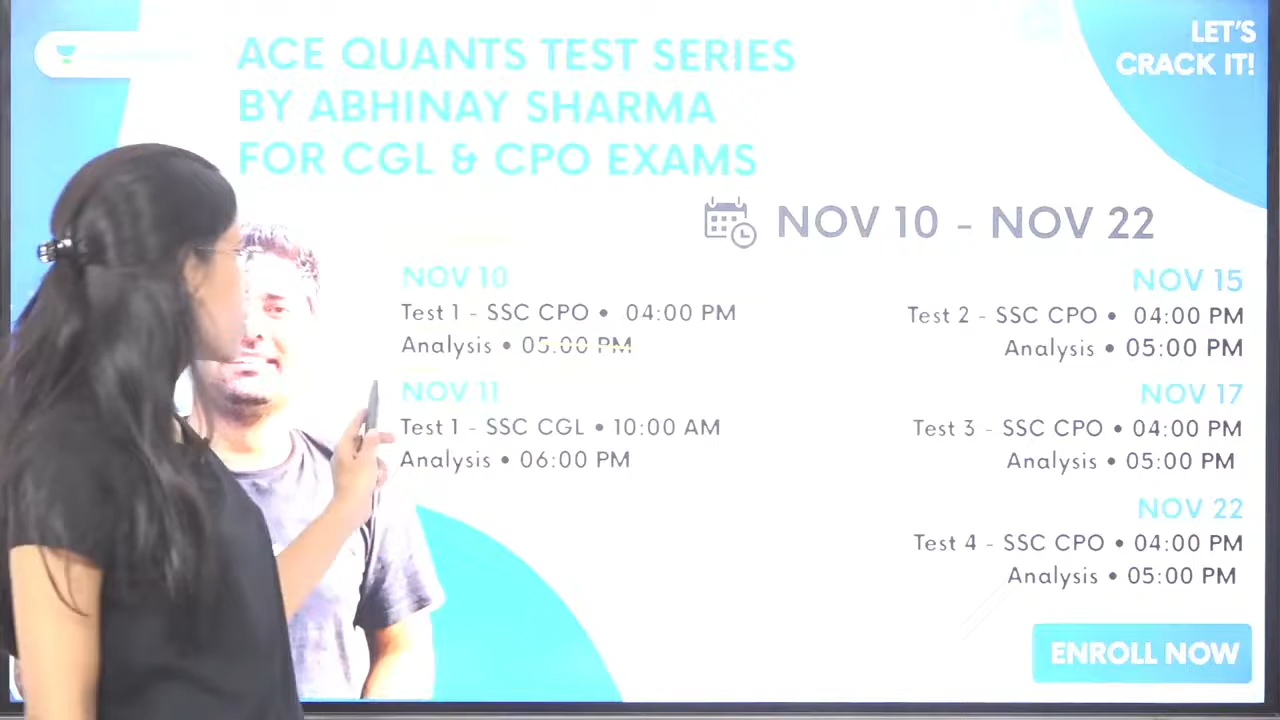 LET'S
CRACK IT!
ACE QUANTS TEST SERIES
BY ABHINAY SHARMA
FOR CGL & CPO EXAMS
NOV 10 - NOV 22
NOV 10
Test 1 - SSC CPO • 04:00 PM
Analysis • 05:00 PM
NOV 11
Test 1 - SSC CGL • 10:00 AM
Analysis • 06:00 PM
NOV 15
Test 2 - SSC CPO • 04:00 PM
Analysis • 05:00 PM
NOV 17
Test 3 - SSC CPO • 04:00 PM
Analysis • 05:00 PM
NOV 22
Test 4 - SSC CPO • 04:00 PM
Analysis • 05:00 PM
ENROLL NOW